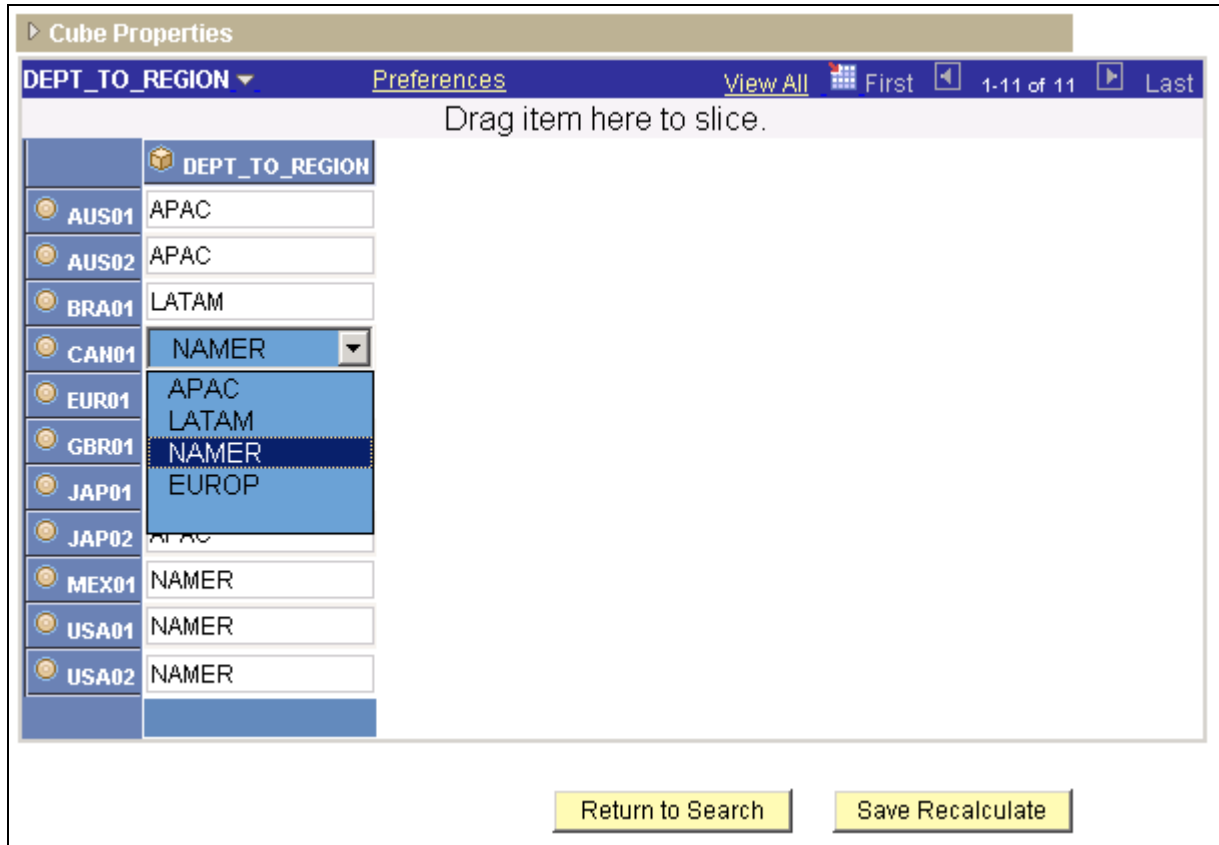 Cube Properties
DEPT_TO_REGION Preferences View All First 1-11 of 11 Last
Drag item here to slice.
DEPT_TO_REGION
AUS01 APAC
AUS02 APAC
BRA01 LATAM
CAN01 NAMER
EUR01 APAC
LATAM
GBR01 NAMER
JAP01 EUROP
JAP02
MEX01 NAMER
USA01 NAMER
USA02 NAMER
Return to Search Save Recalculate